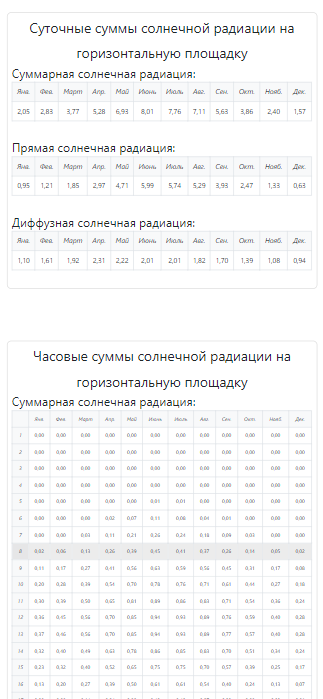 Суточные суммы солнечной радиации на
горизонтальную площадку
Суммарная солнечная радиация:
Янв. Фев. Март Апр. Май Июнь Июль Авг. Сен. Окт. Нояб. Дек.
2,05 2,83 3,77 5,28 6,93 8,01 7,76 7,11 5,63 3,86 2,40 1,57
Прямая солнечная радиация:
Янв. Фев. Март Апр. Май Июнь Июль Авг. Сен. Окт. Нояб. Дек.
0,95 1,21 1,85 2,97 4,71 5,99 5,74 5,29 3,93 2,47 1,33 0,63
Диффузная солнечная радиация:
Янв. Фев. Март Апр. Май Июнь Июль Авг. Сен. Окт. Нояб. Дек.
1,10 1,61 1,92 2,31 2,22 2,01 2,01 1,82 1,70 1,39 1,08 0,94
Часовые суммы солнечной радиации на
горизонтальную площадку
Суммарная солнечная радиация:
Янв. Фев. Март Апр. Май Июнь Июль Авг. Сен. Окт. Нояб. Дек.
1 0,00 0,00 0,00 0,00 0,00 0,00 0,00 0,00 0,00 0,00 0,00 0,00
2 0,00 0,00 0,00 0,00 0,00 0,00 0,00 0,00 0,00 0,00 0,00 0,00
3 0,00 0,00 0,00 0,00 0,00 0,00 0,00 0,00 0,00 0,00 0,00 0,00
4 0,00 0,00 0,00 0,00 0,00 0,00 0,00 0,00 0,00 0,00 0,00 0,00
5 0,00 0,00 0,00 0,00 0,00 0,01 0,01 0,00 0,00 0,00 0,00 0,00
6 0,00 0,00 0,00 0,02 0,07 0,11 0,08 0,04 0,01 0,00 0,00 0,00
7 0,00 0,00 0,03 0,11 0,21 0,26 0,24 0,18 0,09 0,03 0,00 0,00
8 0,02 0,06 0,13 0,26 0,39 0,45 0,41 0,37 0,26 0,14 0,05 0,02
9 0,11 0,17 0,27 0,41 0,56 0,63 0,59 0,56 0,45 0,31 0,17 0,08
10 0,20 0,28 0,39 0,54 0,70 0,78 0,76 0,71 0,61 0,44 0,27 0,18
11 0,30 0,39 0,50 0,65 0,81 0,89 0,86 0,83 0,71 0,54 0,36 0,24
12 0,36 0,45 0,56 0,70 0,85 0,94 0,93 0,89 0,76 0,59 0,40 0,28
13 0,37 0,46 0,56 0,70 0,85 0,94 0,93 0,89 0,77 0,57 0,40 0,28
14 0,32 0,40 0,49 0,63 0,78 0,86 0,85 0,83 0,70 0,51 0,34 0,24
15 0,23 0,32 0,40 0,52 0,65 0,75 0,75 0,70 0,57 0,39 0,25 0,17
16 0,13 0,20 0,27 0,39 0,50 0,61 0,61 0,54 0,40 0,24 0,13 0,07